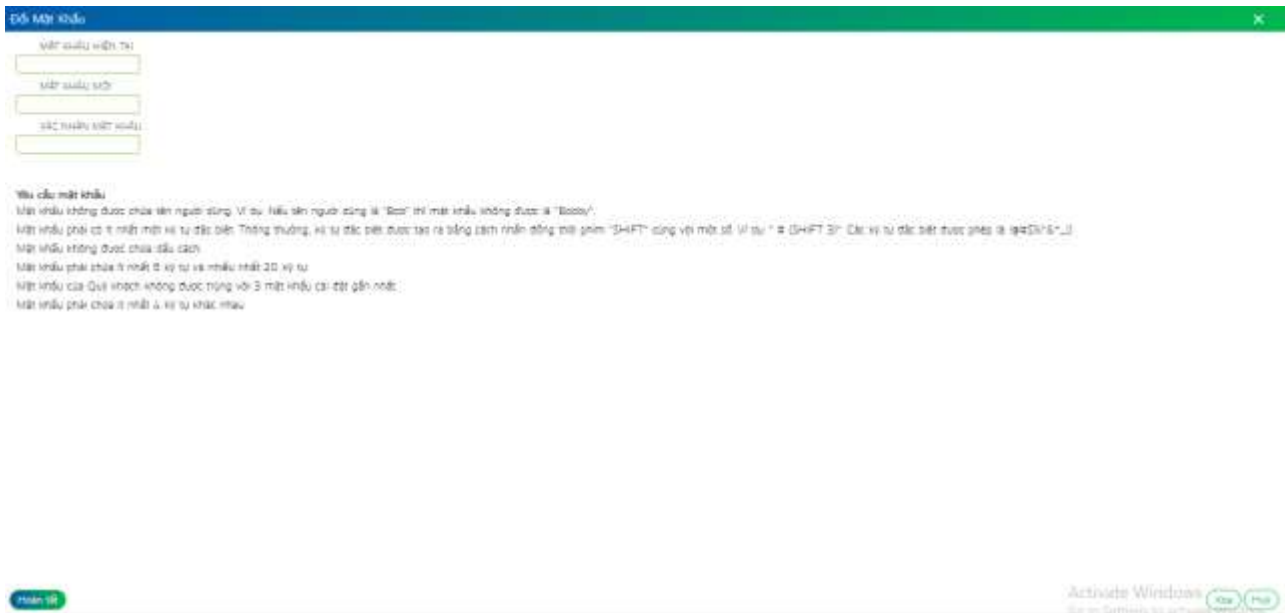 Đổi Mật Khẩu
MẬT KHẨU HIỆN TẠI
MẬT KHẨU MỚI
XÁC NHẬN MẬT KHẨU
Yêu cầu mật khẩu
Mật khẩu không được chứa tên người dùng. Ví dụ: Nếu tên người dùng là "Bob" thì mật khẩu không được là "Bobby".
Mật khẩu phải có ít nhất một ký tự đặc biệt. Thông thường, ký tự đặc biệt được tạo ra bằng cách nhấn đồng thời phím "SHIFT" cùng với một số. Ví dụ: " # (SHIFT 3)". Các ký tự đặc biệt được phép là
Mật khẩu không được chứa dấu cách
Mật khẩu phải chứa ít nhất 8 ký tự và nhiều nhất 20 ký tự
Mật khẩu của Quý khách không được trùng với 3 mật khẩu cài đặt gần nhất
Mật khẩu phải chứa ít nhất 4 ký tự khác nhau
Hoàn tất
Activate Windows
Xóa
Huỷ